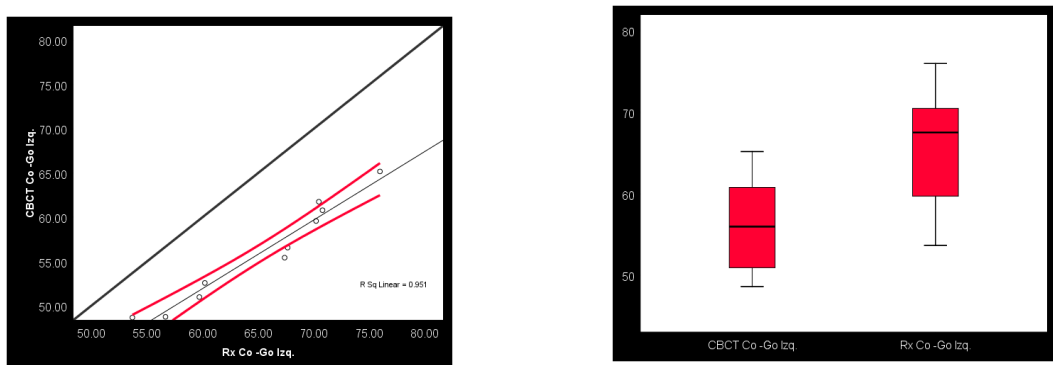 80.00
75.00
70.00
65.00
60.00
55.00
50.00
CBCT Co -Go Izq.
R Sq Linear = 0.951
50.00 55.00 60.00 65.00 70.00 75.00 80.00
Rx Co -Go Izq.
80
70
60
50
CBCT Co -Go Izq. Rx Co -Go Izq.